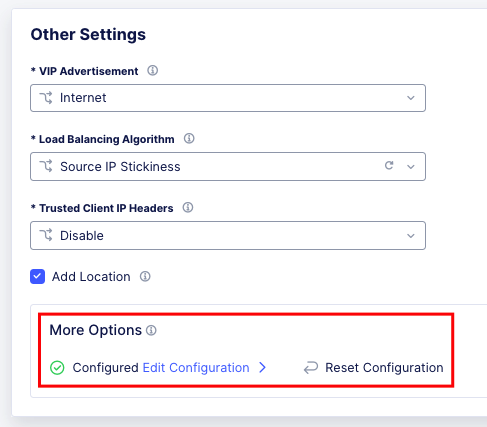 Other Settings
* VIP Advertisement
Internet
* Load Balancing Algorithm
Source IP Stickiness
* Trusted Client IP Headers
Disable
Add Location
More Options
Configured Edit Configuration Reset Configuration